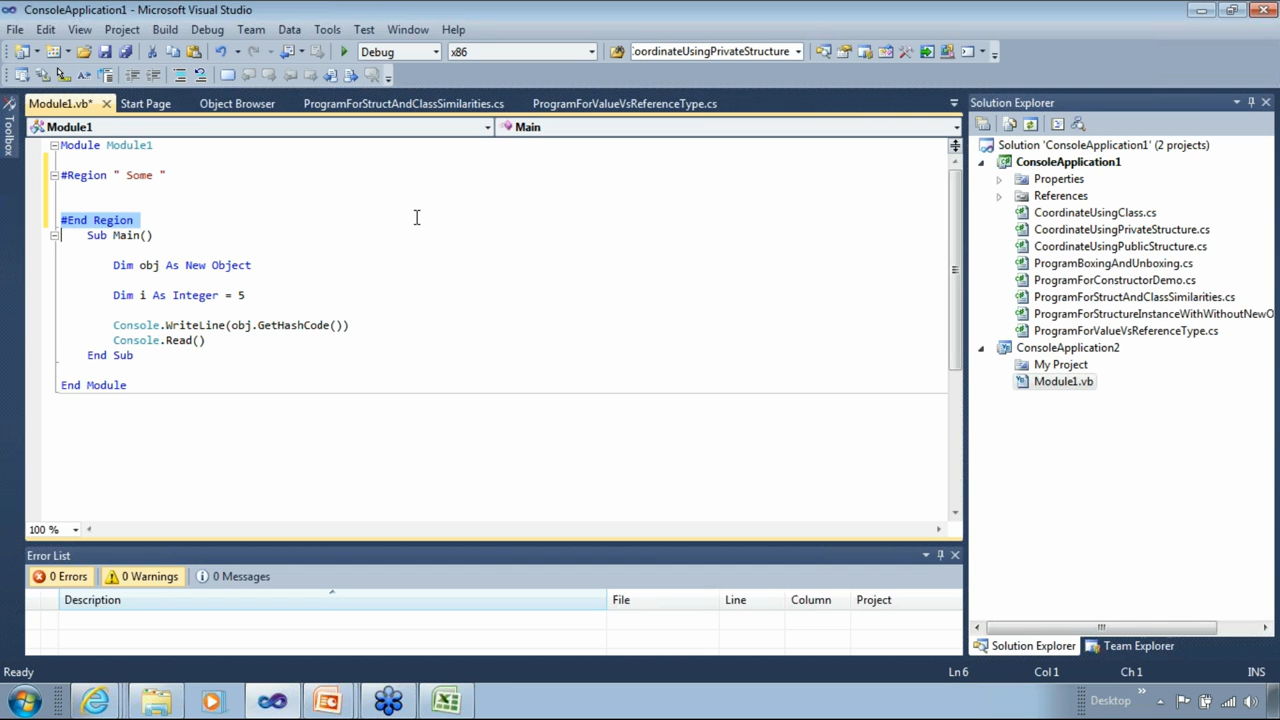 ConsoleApplication1 - Microsoft Visual Studio
File Edit View Project Build Debug Team Data Tools Test Window Help
Debug x86 CoordinateUsingPrivateStructure
Module1.vb* Start Page Object Browser ProgramForStructAndClassSimilarities.cs ProgramForValueVsReferenceType.cs
Module1 Main
Module Module1
#Region " Some "
#End Region
Sub Main()
Dim obj As New Object
Dim i As Integer = 5
Console.WriteLine(obj.GetHashCode())
Console.Read()
End Sub
End Module
100 %
Toolbox
Solution Explorer
Solution 'ConsoleApplication1' (2 projects)
ConsoleApplication1
Properties
References
CoordinateUsingClass.cs
CoordinateUsingPrivateStructure.cs
CoordinateUsingPublicStructure.cs
ProgramBoxingAndUnboxing.cs
ProgramForConstructorDemo.cs
ProgramForStructAndClassSimilarities.cs
ProgramForStructureInstanceWithWithoutNewO
ProgramForValueVsReferenceType.cs
ConsoleApplication2
My Project
Module1.vb
Solution Explorer Team Explorer
Error List
0 Errors 0 Warnings 0 Messages
Description File Line Column Project
Ready Ln 6 Col 1 Ch 1 INS
Desktop